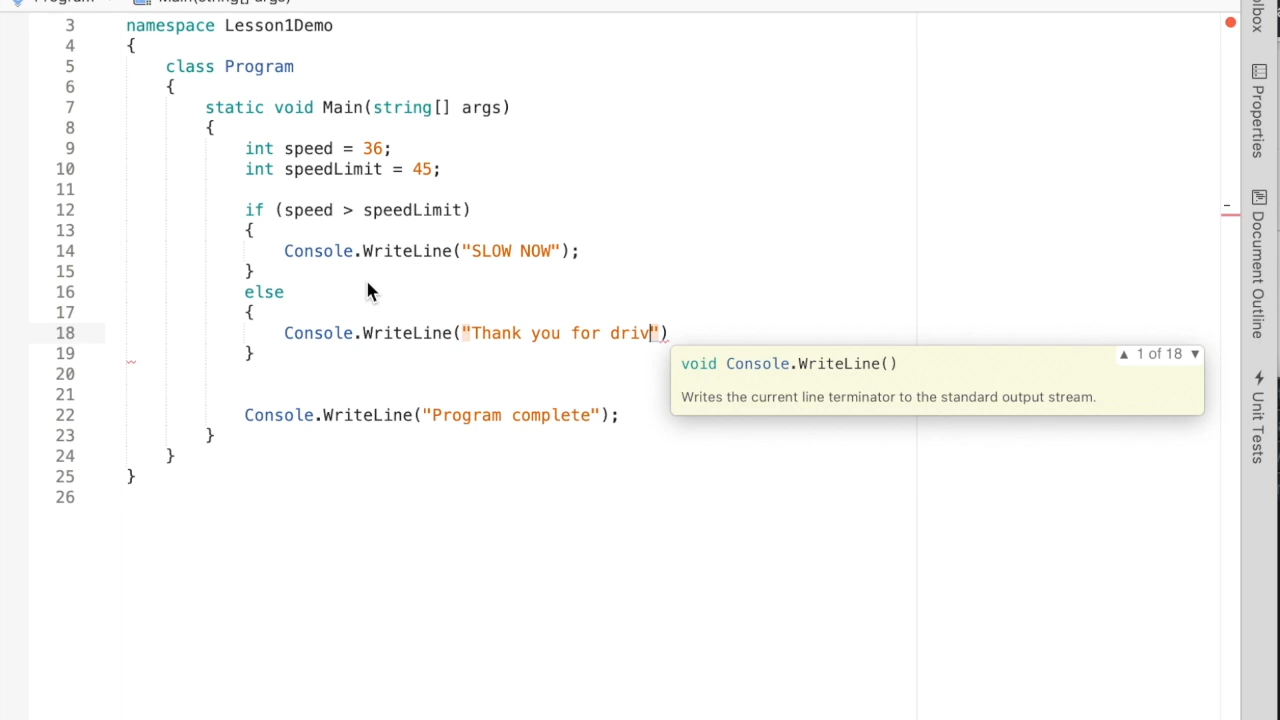 Program
Main(string[] args)
3 namespace Lesson1Demo
4 {
5 class Program
6 {
7 static void Main(string[] args)
8 {
9 int speed = 36;
10 int speedLimit = 45;
11
12 if (speed > speedLimit)
13 {
14 Console.WriteLine("SLOW NOW");
15 }
16 else
17 {
18 Console.WriteLine("Thank you for driv")
19 }
20
21
22 Console.WriteLine("Program complete");
23 }
24 }
25 }
26
▲ 1 of 18 ▼
void Console.WriteLine()
Writes the current line terminator to the standard output stream.
Properties
Document Outline
Unit Tests